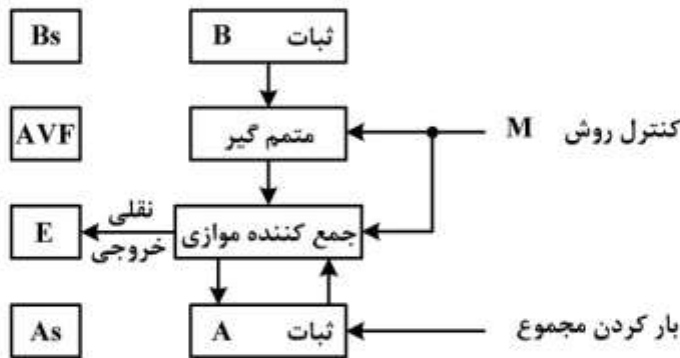 Bs
ثبات B
AVF
متمم گیر
کنترل روش M
E
نقلی
خروجی
جمع کننده موازی
As
ثبات A
بار کردن مجموع